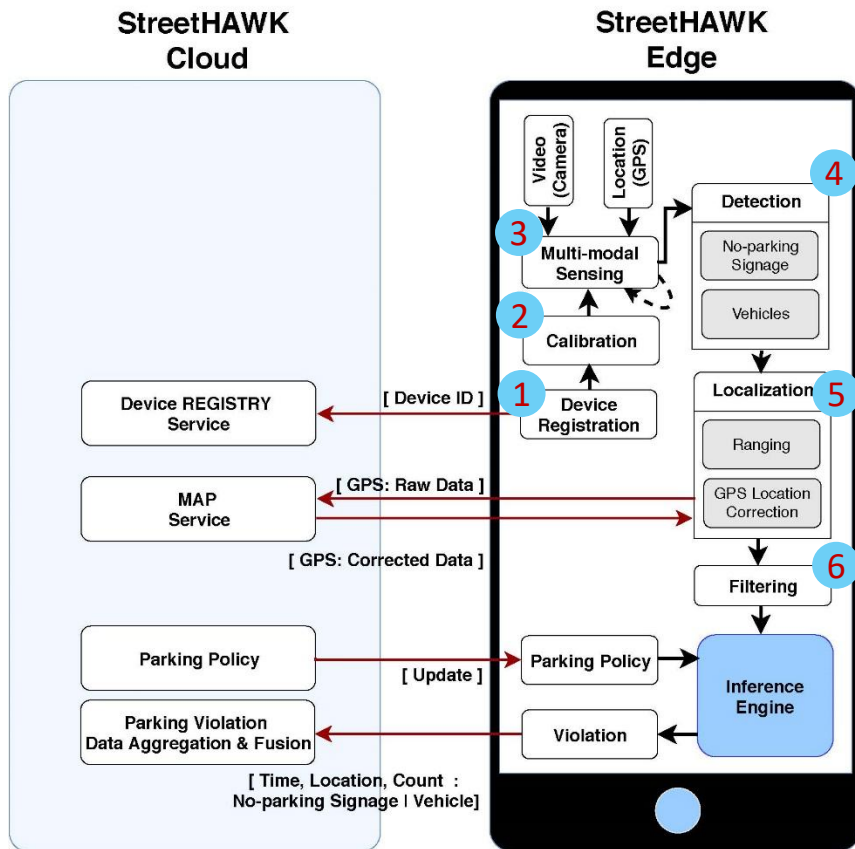 StreetHAWK
Cloud
StreetHAWK
Edge
Video
(Camera)
Location
(GPS)
4
Detection
3
Multi-modal
Sensing
No-parking
Signage
Vehicles
2
Calibration
1
Device
Registration
[ Device ID ]
Device REGISTRY
Service
Localization
5
Ranging
GPS Location
Correction
[ GPS: Raw Data ]
MAP
Service
[ GPS: Corrected Data ]
6
Filtering
Parking Policy
[ Update ]
Parking Policy
Inference
Engine
Parking Violation
Data Aggregation & Fusion
Violation
[ Time, Location, Count :
No-parking Signage | Vehicle]